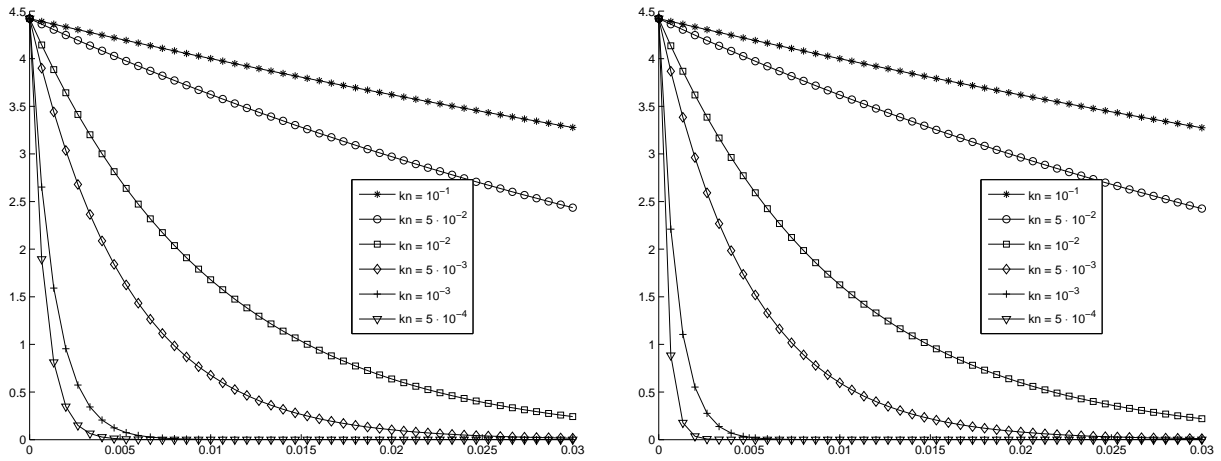 4.5
4
3.5
3
2.5
2
1.5
1
0.5
0
0 0.005 0.01 0.015 0.02 0.025 0.03
kn = 10⁻¹
kn = 5 · 10⁻²
kn = 10⁻²
kn = 5 · 10⁻³
kn = 10⁻³
kn = 5 · 10⁻⁴
4.5
4
3.5
3
2.5
2
1.5
1
0.5
0
0 0.005 0.01 0.015 0.02 0.025 0.03
kn = 10⁻¹
kn = 5 · 10⁻²
kn = 10⁻²
kn = 5 · 10⁻³
kn = 10⁻³
kn = 5 · 10⁻⁴